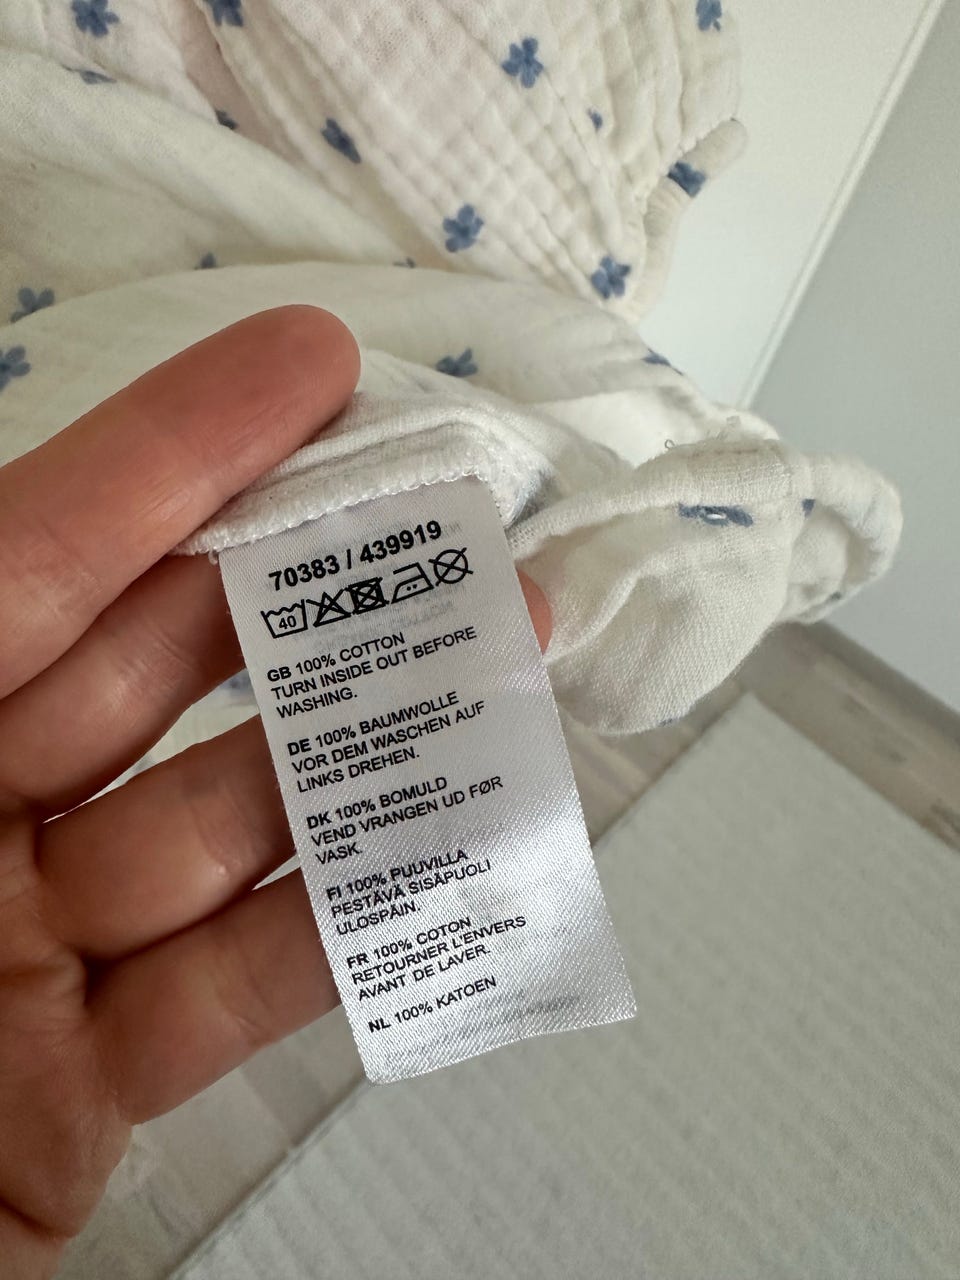 70383 / 439919
40
GB 100% COTTON
TURN INSIDE OUT BEFORE
WASHING.
DE 100% BAUMWOLLE
VOR DEM WASCHEN AUF
LINKS DREHEN.
DK 100% BOMULD
VEND VRANGEN UD FØR
VASK.
FI 100% PUUVILLA
PESTÄVÄ SISÄPUOLI
ULOSPÄIN.
FR 100% COTON
RETOURNER L'ENVERS
AVANT DE LAVER.
NL 100% KATOEN